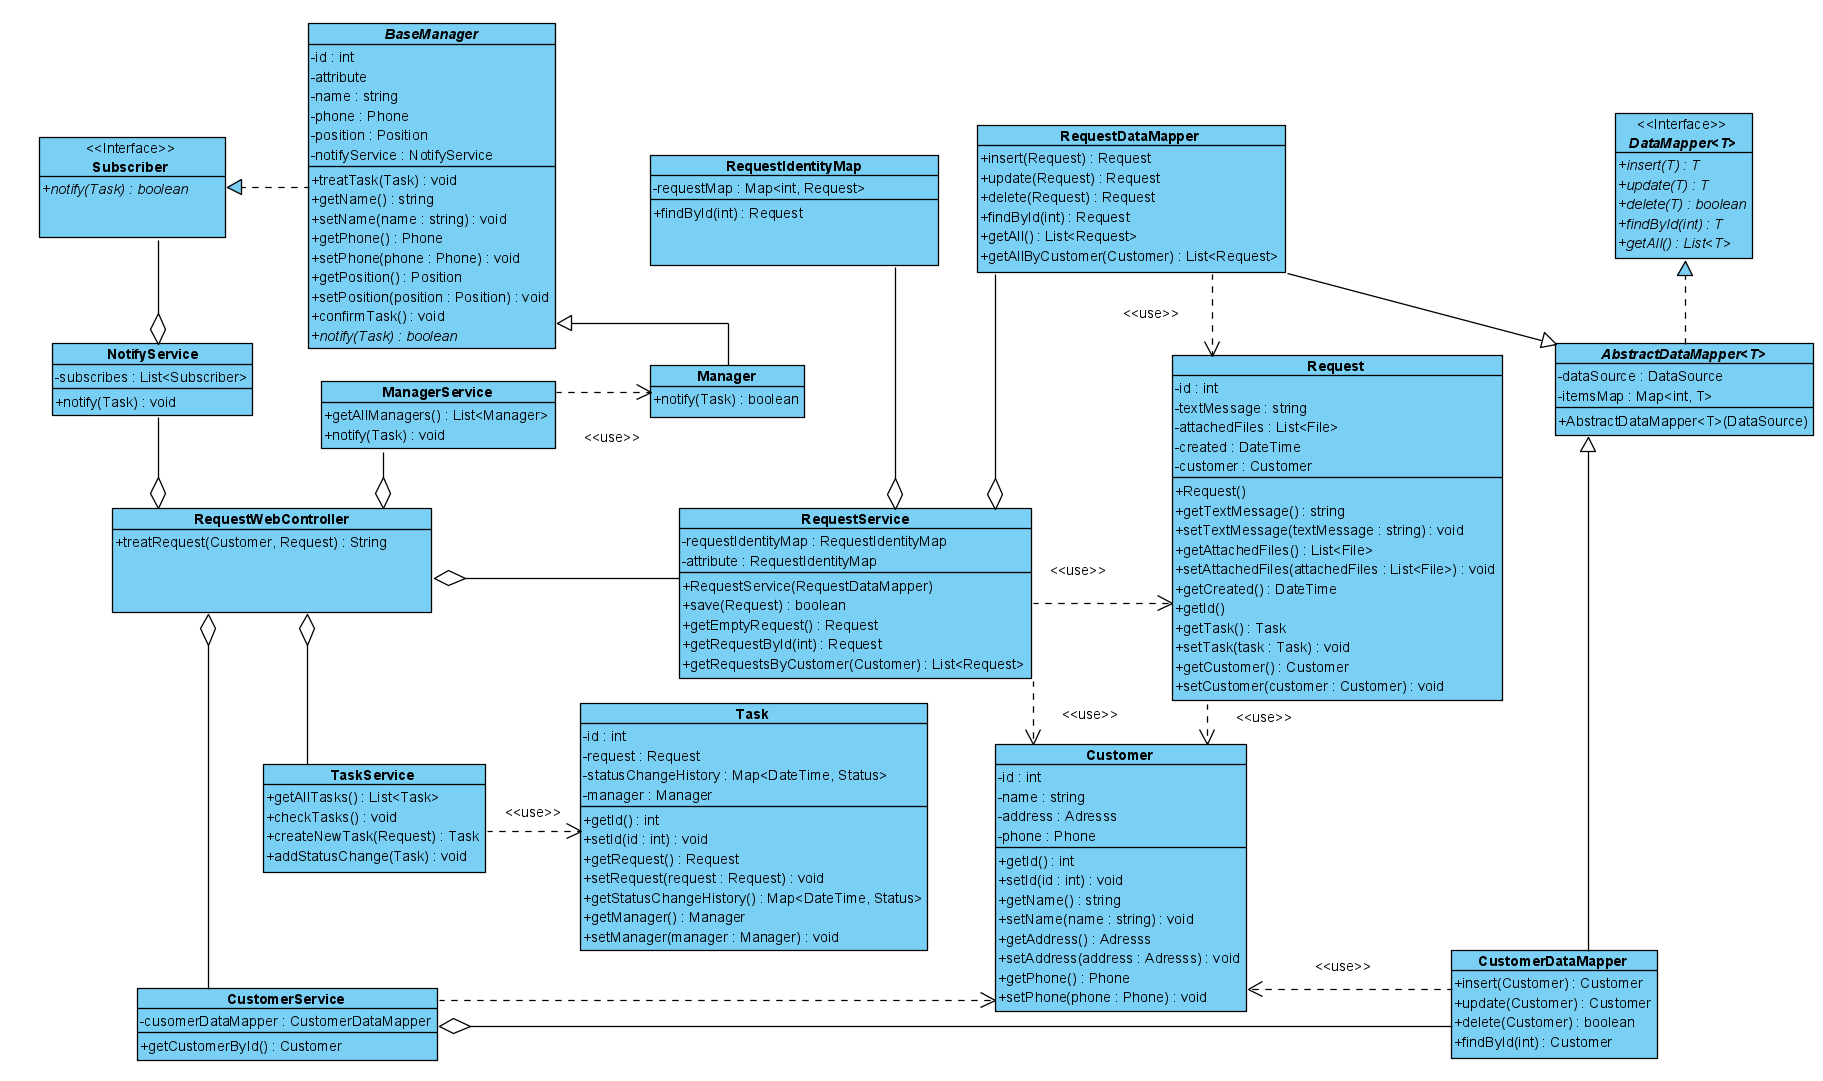 BaseManager
-id : int
-attribute
-name : string
-phone : Phone
-position : Position
-notifyService : NotifyService
+treatTask(Task) : void
+getName() : string
+setName(name : string) : void
+getPhone() : Phone
+setPhone(phone : Phone) : void
+getPosition() : Position
+setPosition(position : Position) : void
+confirmTask() : void
+notify(Task) : boolean
<<Interface>>
Subscriber
+notify(Task) : boolean
RequestIdentityMap
-requestMap : Map<int, Request>
+findById(int) : Request
RequestDataMapper
+insert(Request) : Request
+update(Request) : Request
+delete(Request) : Request
+findById(int) : Request
+getAll() : List<Request>
+getAllByCustomer(Customer) : List<Request>
<<Interface>>
DataMapper<T>
+insert(T) : T
+update(T) : T
+delete(T) : boolean
+findById(int) : T
+getAll() : List<T>
<<use>>
NotifyService
-subscribes : List<Subscriber>
+notify(Task) : void
ManagerService
+getAllManagers() : List<Manager>
+notify(Task) : void
<<use>>
Manager
+notify(Task) : boolean
Request
-id : int
-textMessage : string
-attachedFiles : List<File>
-created : DateTime
-customer : Customer
+Request()
+getTextMessage() : string
+setTextMessage(textMessage : string) : void
+getAttachedFiles() : List<File>
+setAttachedFiles(attachedFiles : List<File>) : void
+getCreated() : DateTime
+getId()
+getTask() : Task
+setTask(task : Task) : void
+getCustomer() : Customer
+setCustomer(customer : Customer) : void
AbstractDataMapper<T>
-dataSource : DataSource
-itemsMap : Map<int, T>
+AbstractDataMapper<T>(DataSource)
RequestWebController
+treatRequest(Customer, Request) : String
RequestService
-requestIdentityMap : RequestIdentityMap
-attribute : RequestIdentityMap
+RequestService(RequestDataMapper)
+save(Request) : boolean
+getEmptyRequest() : Request
+getRequestById(int) : Request
+getRequestsByCustomer(Customer) : List<Request>
<<use>>
<<use>>
<<use>>
TaskService
+getAllTasks() : List<Task>
+checkTasks() : void
+createNewTask(Request) : Task
+addStatusChange(Task) : void
<<use>>
Task
-id : int
-request : Request
-statusChangeHistory : Map<DateTime, Status>
-manager : Manager
+getId() : int
+setId(id : int) : void
+getRequest() : Request
+setRequest(request : Request) : void
+getStatusChangeHistory() : Map<DateTime, Status>
+getManager() : Manager
+setManager(manager : Manager) : void
Customer
-id : int
-name : string
-address : Adresss
-phone : Phone
+getId() : int
+setId(id : int) : void
+getName() : string
+setName(name : string) : void
+getAddress() : Adresss
+setAddress(address : Adresss) : void
+getPhone() : Phone
+setPhone(phone : Phone) : void
<<use>>
CustomerDataMapper
+insert(Customer) : Customer
+update(Customer) : Customer
+delete(Customer) : boolean
+findById(int) : Customer
CustomerService
-cusomerDataMapper : CustomerDataMapper
+getCustomerById() : Customer